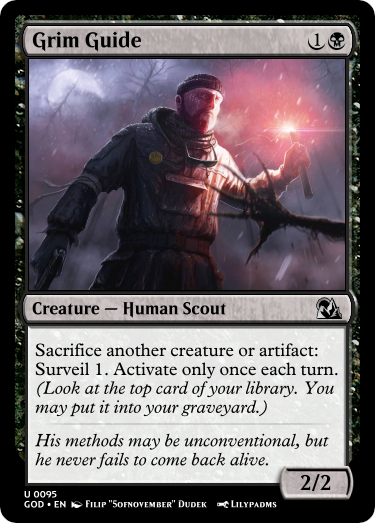 Grim Guide 1
Creature — Human Scout
Sacrifice another creature or artifact:
Surveil 1. Activate only once each turn.
(Look at the top card of your library. You
may put it into your graveyard.)
His methods may be unconventional, but
he never fails to come back alive.
2/2
U 0095
GOD • EN Filip "Sofnovember" Dudek Lilypadms